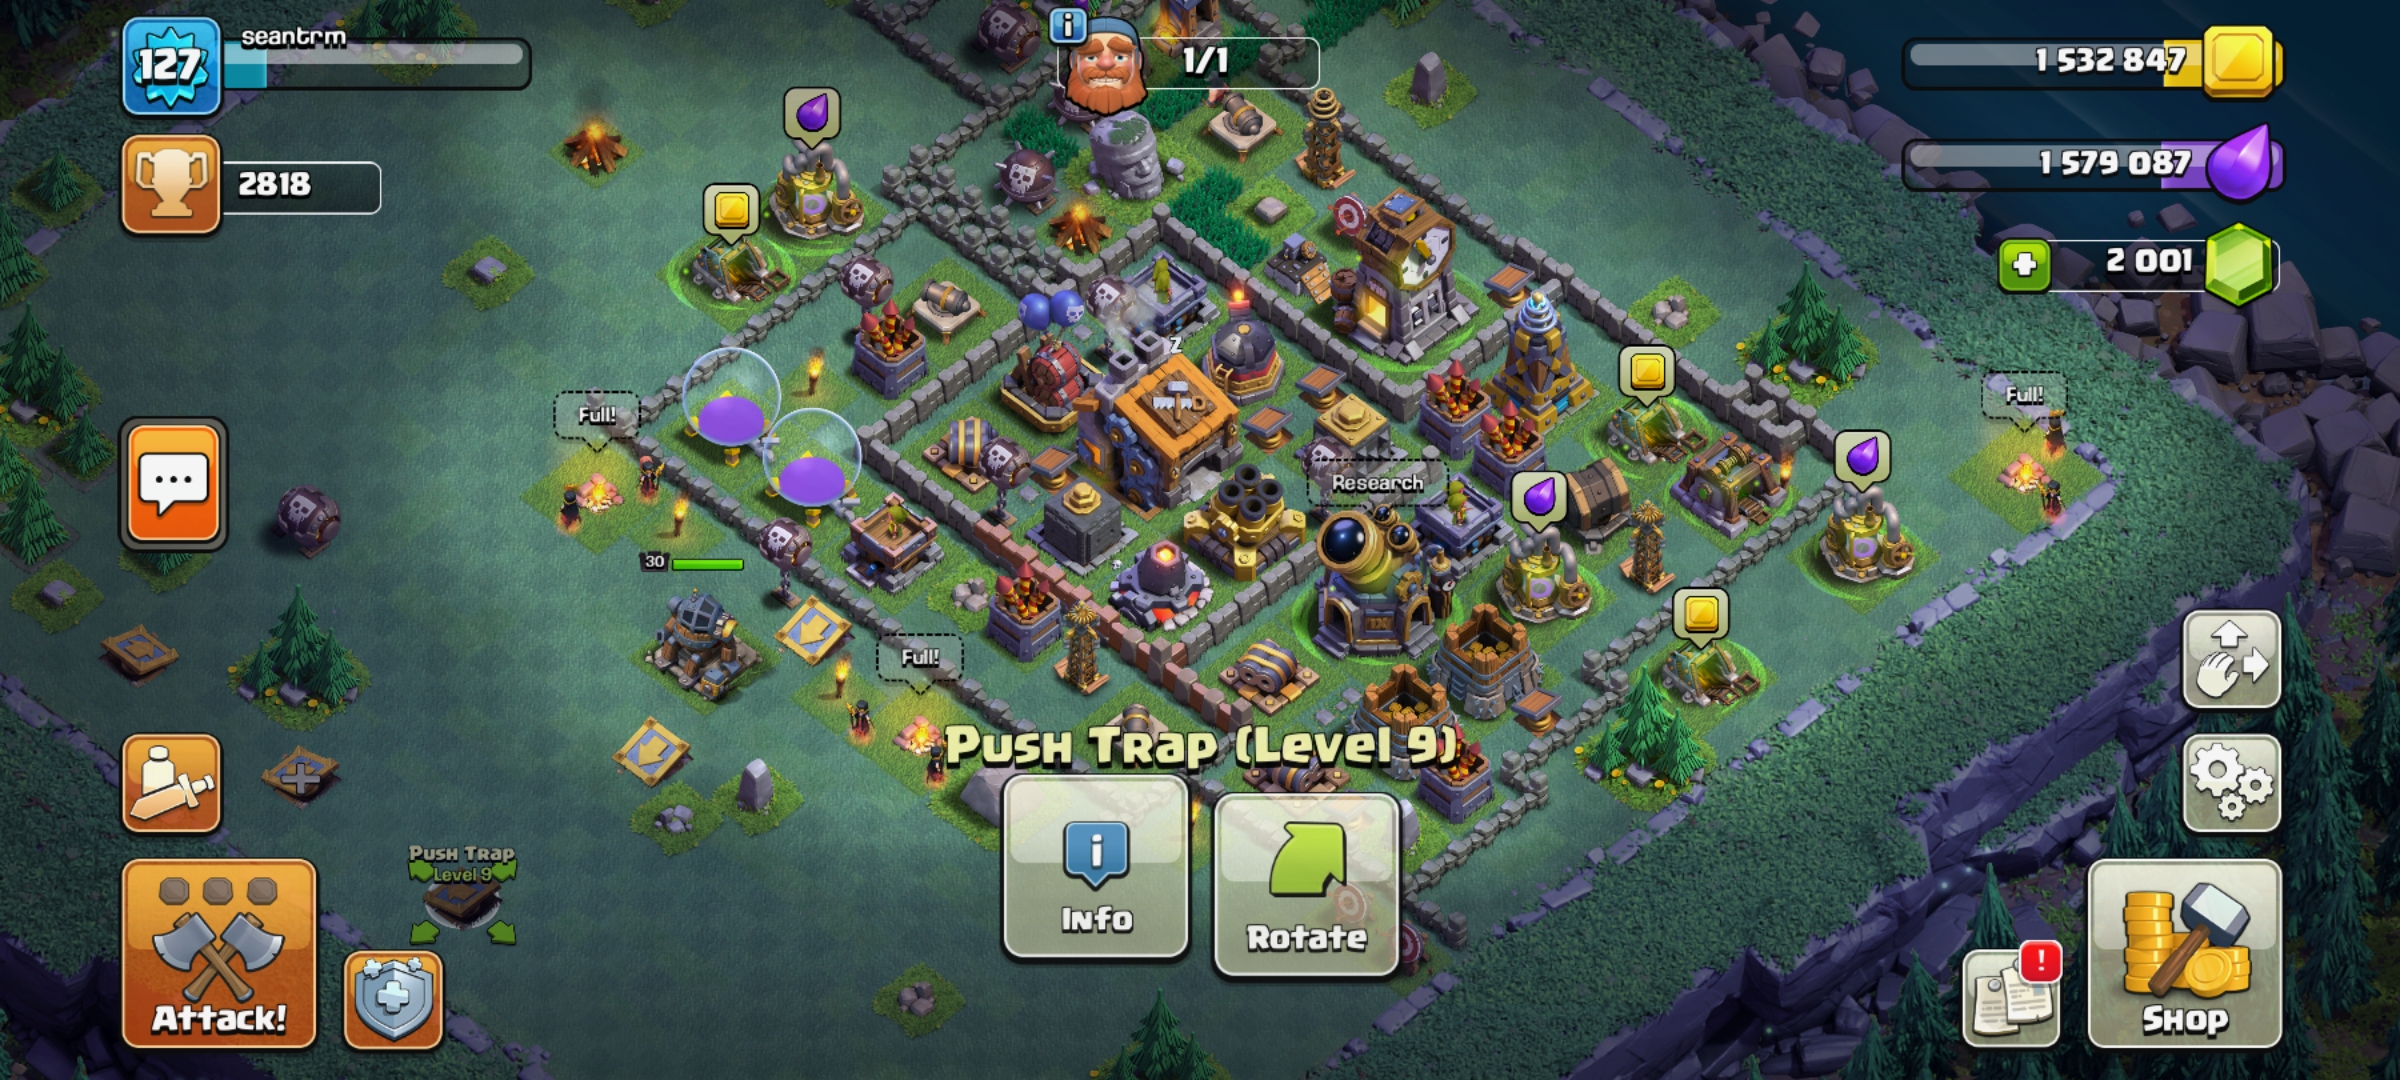 seantrm
127
1/1
1 532 847
2818
1 579 087
2 001
z
Full!
Full!
Research
30
Full!
Push Trap (Level 9)
Push Trap
Level 9
Info
Rotate
Attack!
!
Shop